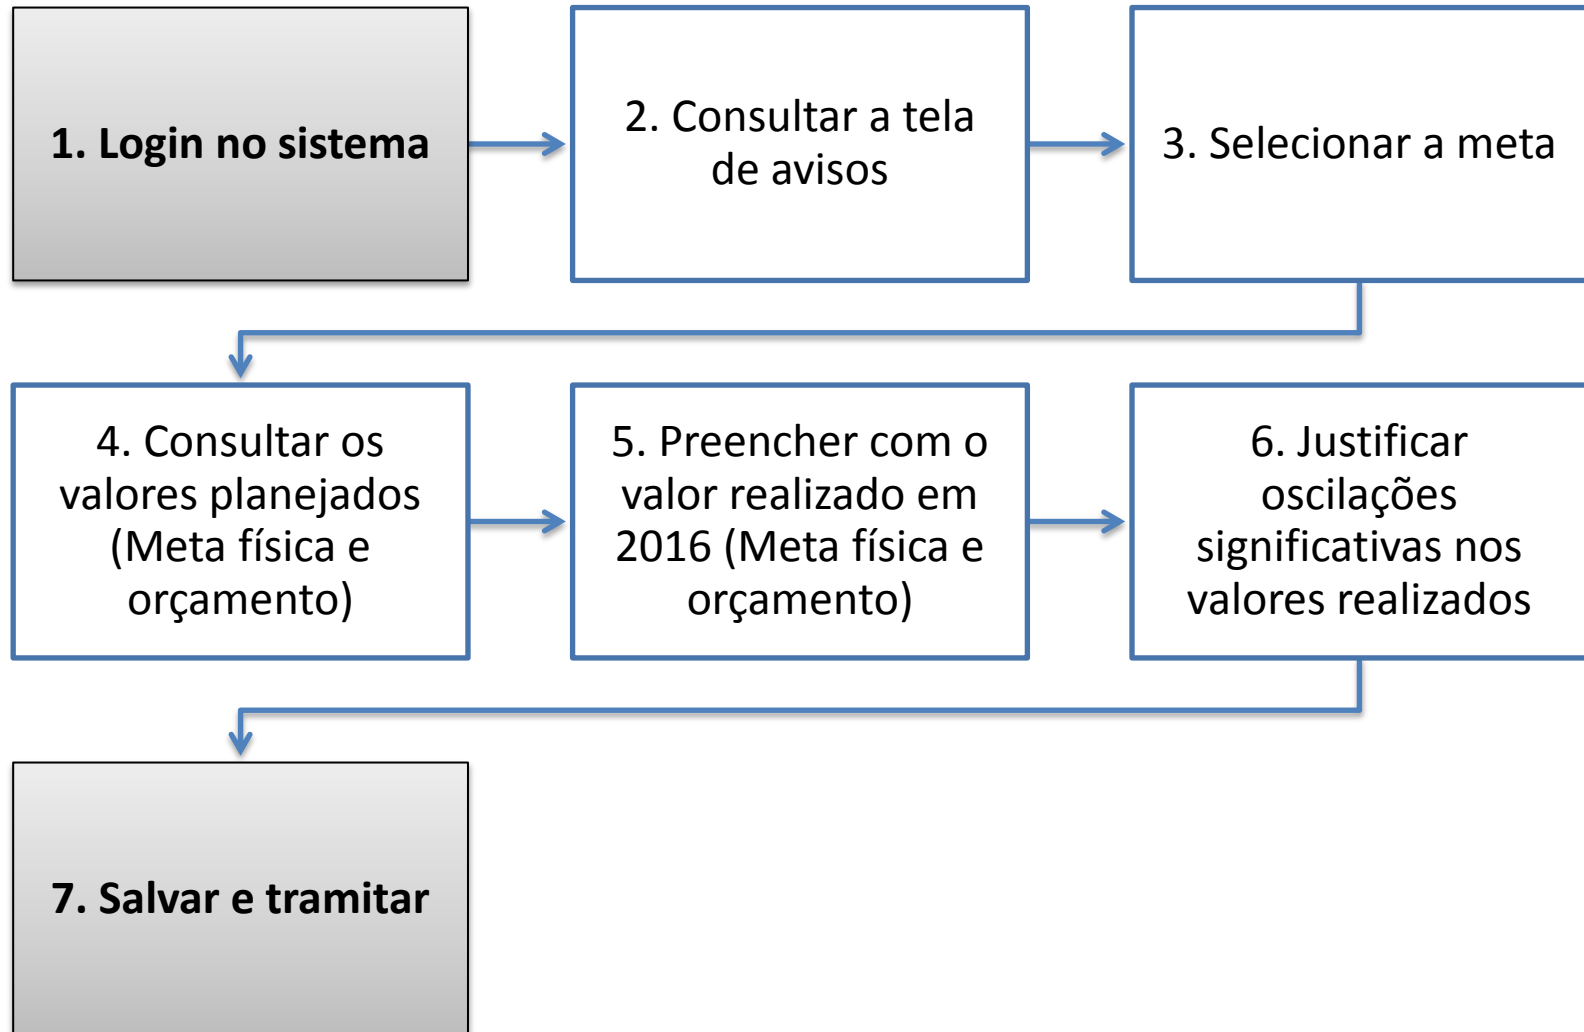 1. Login no sistema
2. Consultar a tela
de avisos
3. Selecionar a meta
4. Consultar os
valores planejados
(Meta física e
orçamento)
5. Preencher com o
valor realizado em
2016 (Meta física e
orçamento)
6. Justificar
oscilações
significativas nos
valores realizados
7. Salvar e tramitar